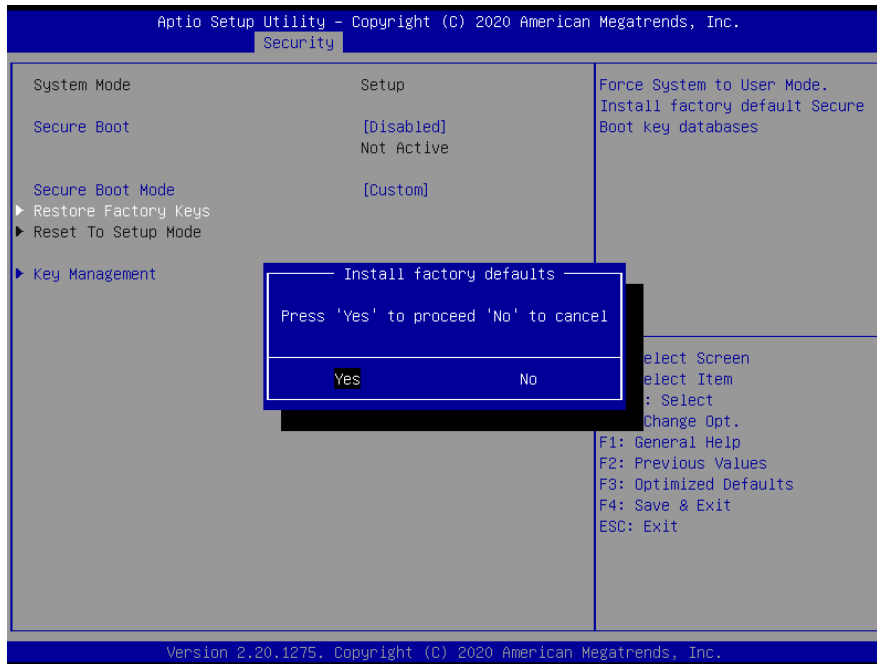 Aptio Setup Utility – Copyright (C) 2020 American Megatrends, Inc.
Security
System Mode Setup
Secure Boot [Disabled]
Not Active
Secure Boot Mode [Custom]
Restore Factory Keys
Reset To Setup Mode
Key Management
Force System to User Mode.
Install factory default Secure
Boot key databases
Install factory defaults
Press 'Yes' to proceed 'No' to cancel
Yes No
elect Screen
elect Item
: Select
Change Opt.
F1: General Help
F2: Previous Values
F3: Optimized Defaults
F4: Save & Exit
ESC: Exit
Version 2.20.1275. Copyright (C) 2020 American Megatrends, Inc.